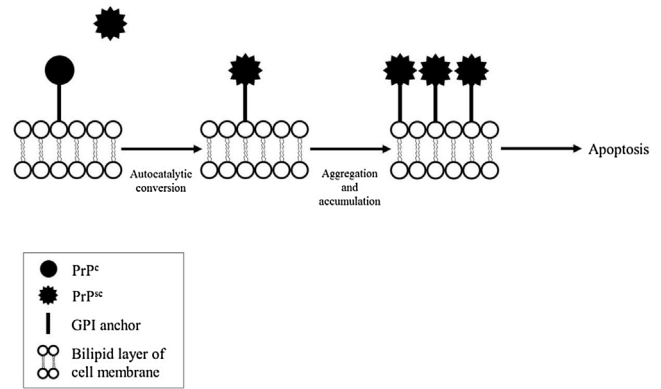 Autocatalytic
conversion
Aggregation
and
accumulation
Apoptosis
PrPᶜ
PrPˢᶜ
GPI anchor
Bilipid layer of
cell membrane